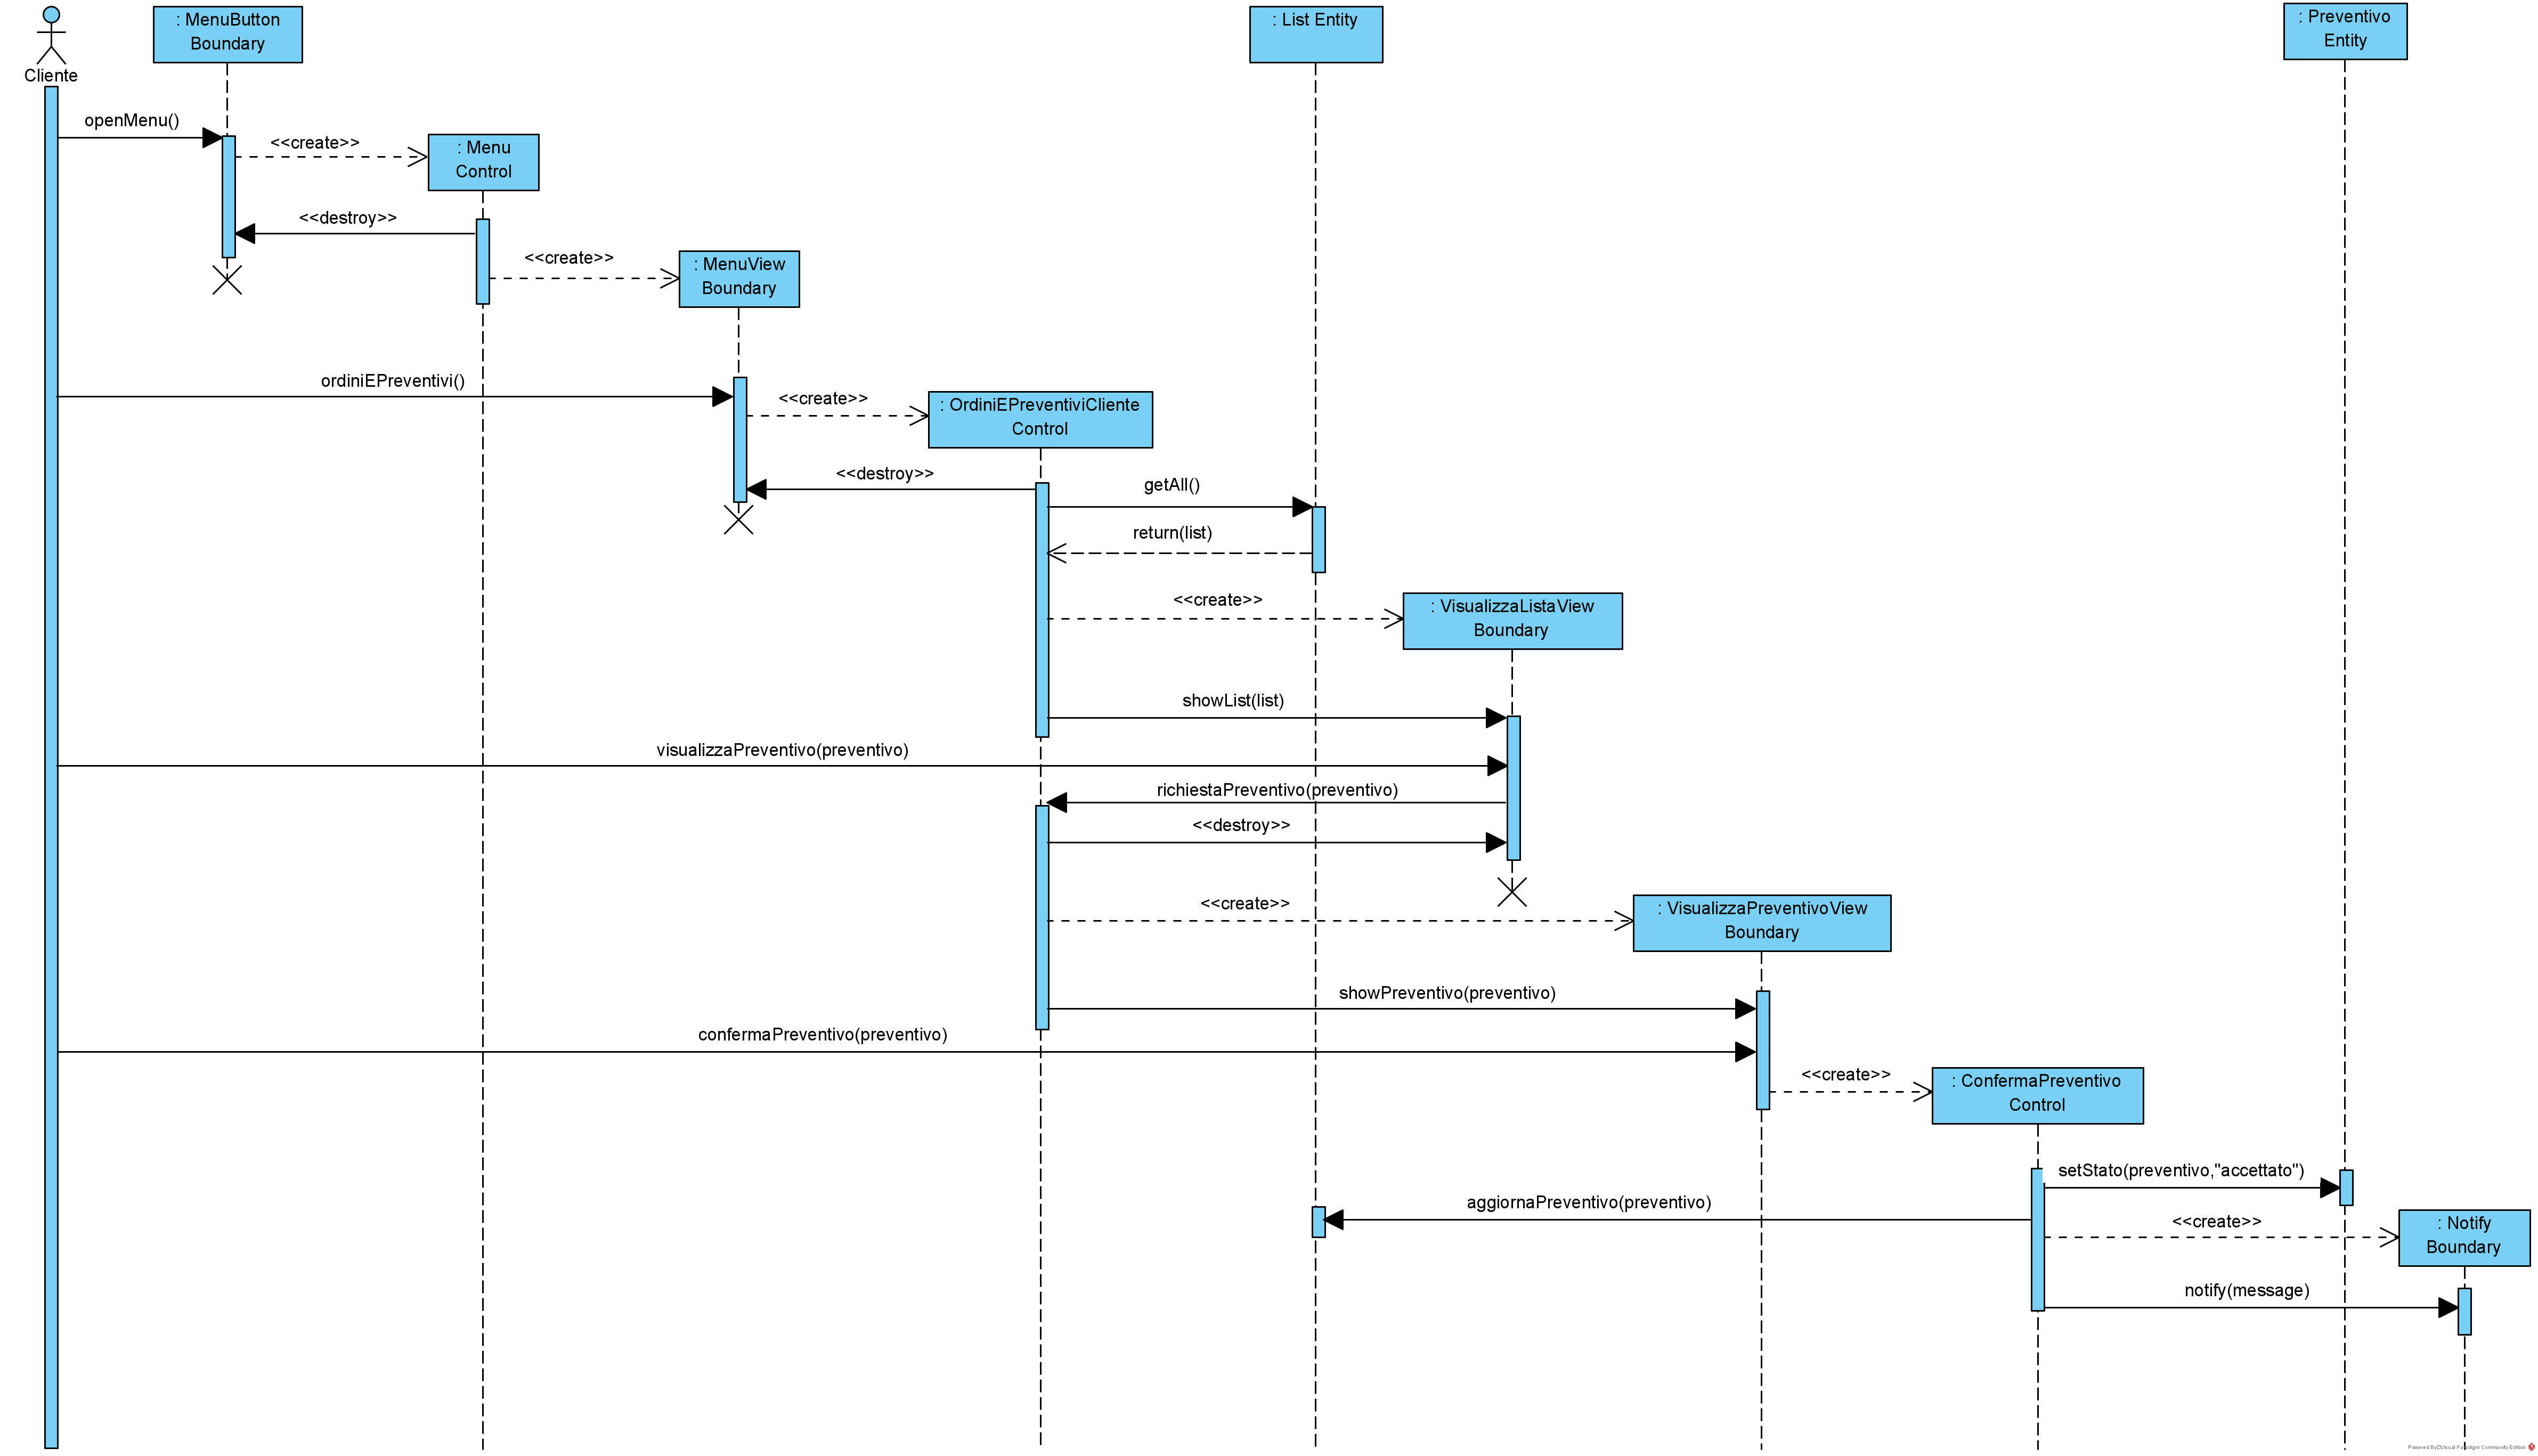 : MenuButton
Boundary
: List Entity
: Preventivo
Entity
Cliente
openMenu()
<<create>>
: Menu
Control
<<destroy>>
<<create>>
: MenuView
Boundary
ordiniEPreventivi()
<<create>>
: OrdiniEPreventiviCliente
Control
<<destroy>>
getAll()
return(list)
<<create>>
: VisualizzaListaView
Boundary
showList(list)
visualizzaPreventivo(preventivo)
richiestaPreventivo(preventivo)
<<destroy>>
<<create>>
: VisualizzaPreventivoView
Boundary
showPreventivo(preventivo)
confermaPreventivo(preventivo)
<<create>>
: ConfermaPreventivo
Control
setStato(preventivo,"accettato")
aggiornaPreventivo(preventivo)
<<create>>
: Notify
Boundary
notify(message)
Powered By Visual Paradigm Community Edition